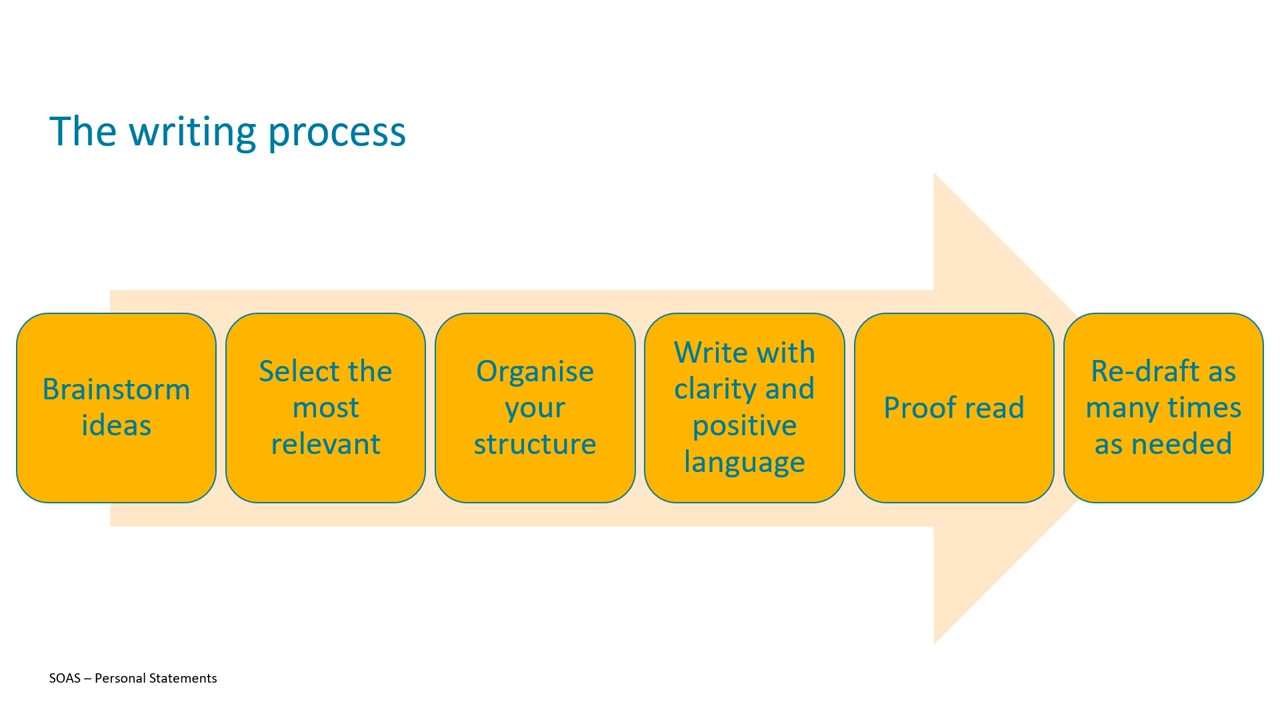 The writing process
Brainstorm
ideas
Select the
most
relevant
Organise
your
structure
Write with
clarity and
positive
language
Proof read
Re-draft as
many times
as needed
SOAS – Personal Statements